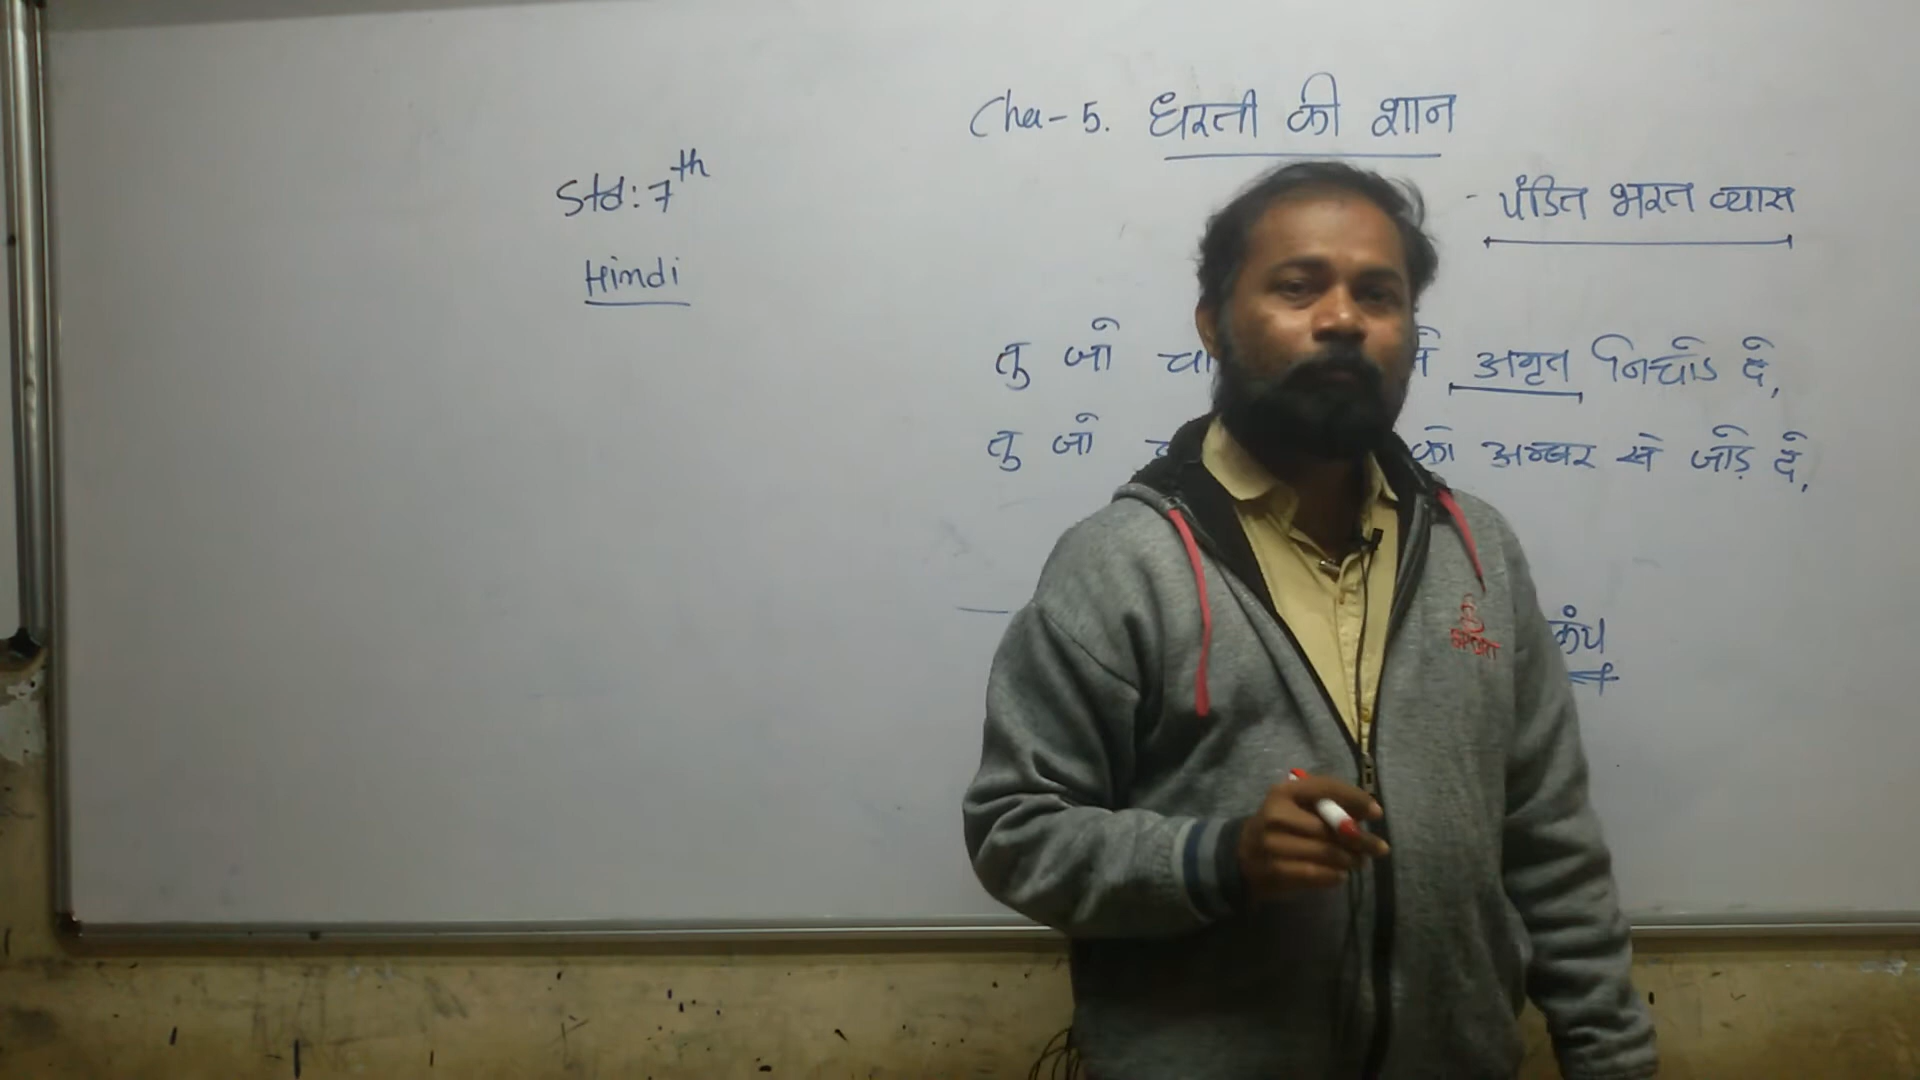 Cha-5. धरती की शान
- पंडित भरत व्यास
Std: 7th
Hindi
तु जो अमृत निचोड दे,
तु जो को अम्बर से जोड़ दे,
कंप